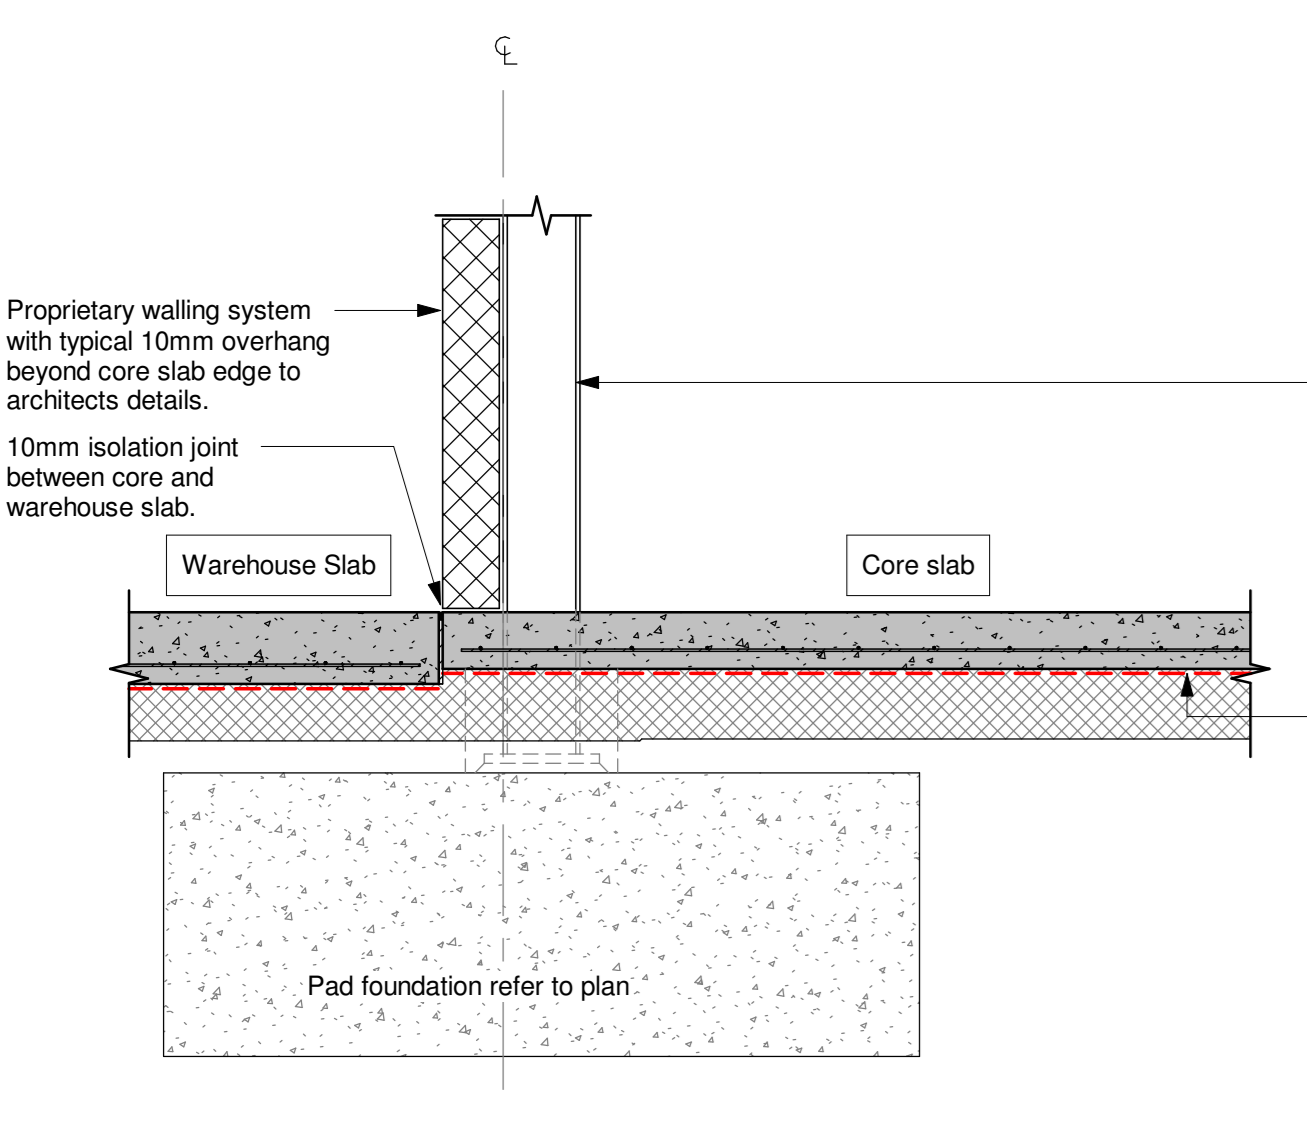 ℄
Proprietary walling system
with typical 10mm overhang
beyond core slab edge to
architects details.
10mm isolation joint
between core and
warehouse slab.
Warehouse Slab
Core slab
Pad foundation refer to plan